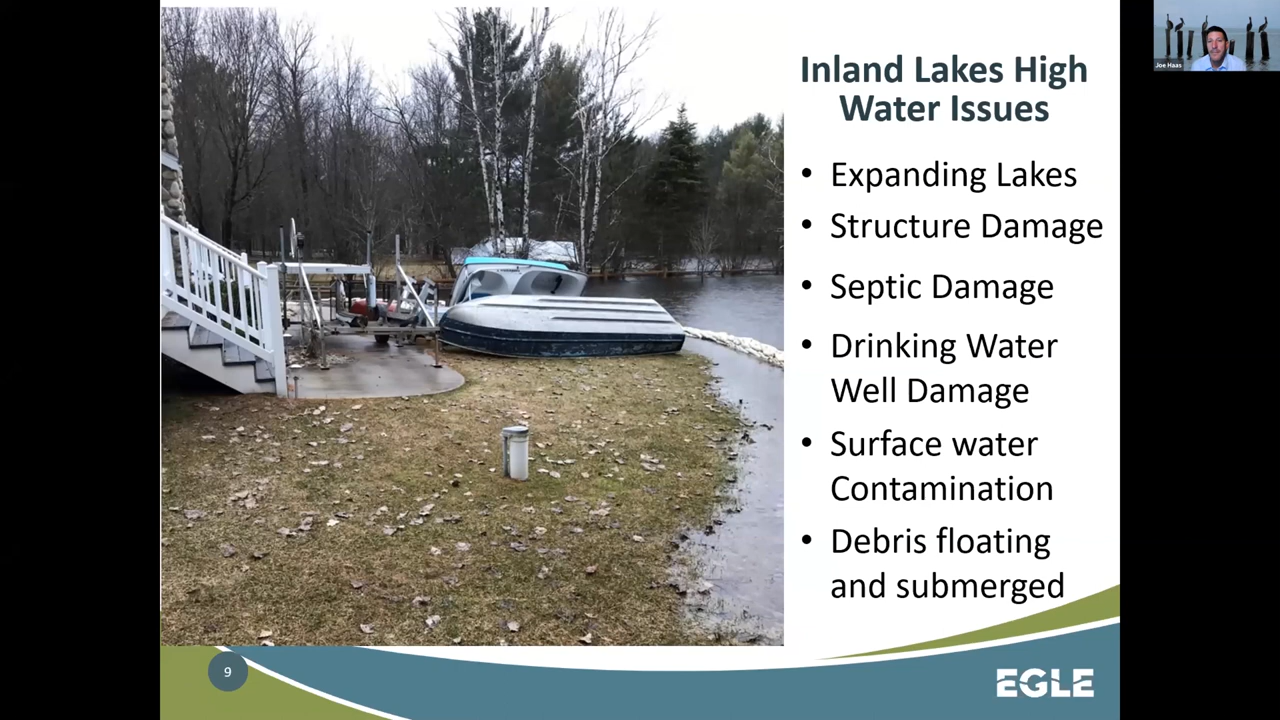 Inland Lakes High
Water Issues
• Expanding Lakes
• Structure Damage
• Septic Damage
• Drinking Water
Well Damage
• Surface water
Contamination
• Debris floating
and submerged
9
EGLE
Joe Haas